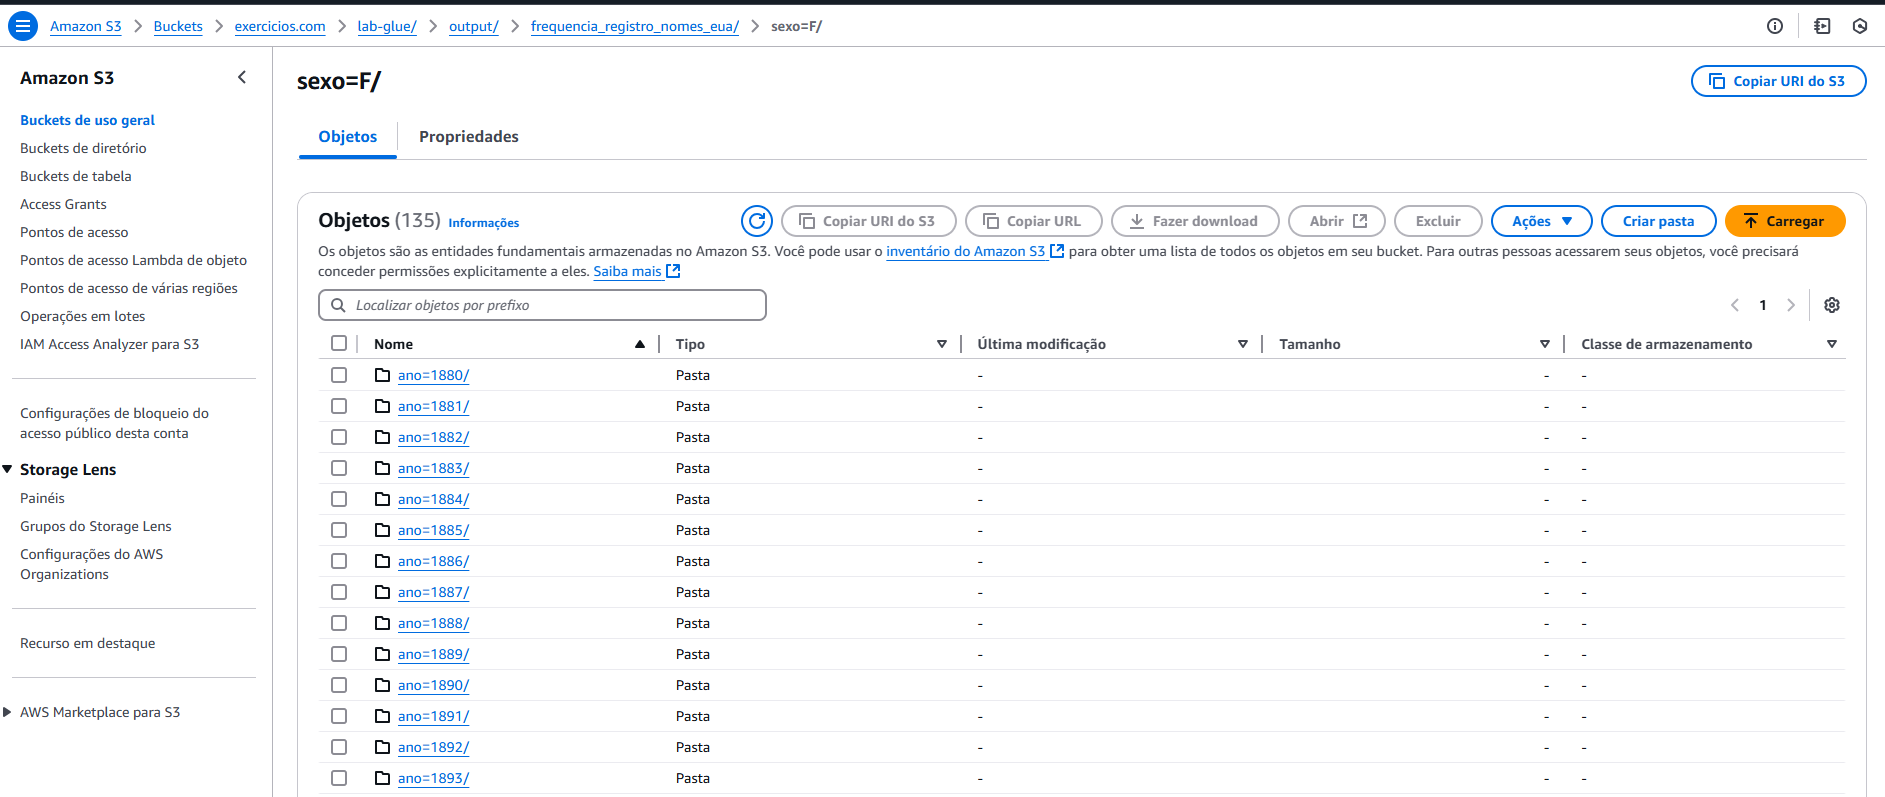 Amazon S3 > Buckets > exercicios.com > lab-glue/ > output/ > frequencia_registro_nomes_eua/ > sexo=F/
Amazon S3
Buckets de uso geral
Buckets de diretório
Buckets de tabela
Access Grants
Pontos de acesso
Pontos de acesso Lambda de objeto
Pontos de acesso de várias regiões
Operações em lotes
IAM Access Analyzer para S3
Configurações de bloqueio do
acesso público desta conta
Storage Lens
Painéis
Grupos do Storage Lens
Configurações do AWS
Organizations
Recurso em destaque
AWS Marketplace para S3
sexo=F/
Copiar URI do S3
Objetos Propriedades
Objetos (135) Informações
Copiar URI do S3 Copiar URL Fazer download Abrir Excluir Ações Criar pasta Carregar
Os objetos são as entidades fundamentais armazenadas no Amazon S3. Você pode usar o inventário do Amazon S3 para obter uma lista de todos os objetos em seu bucket. Para outras pessoas acessarem seus objetos, você precisará
conceder permissões explicitamente a eles. Saiba mais
Localizar objetos por prefixo
1
Nome Tipo Última modificação Tamanho Classe de armazenamento
ano=1880/ Pasta - - -
ano=1881/ Pasta - - -
ano=1882/ Pasta - - -
ano=1883/ Pasta - - -
ano=1884/ Pasta - - -
ano=1885/ Pasta - - -
ano=1886/ Pasta - - -
ano=1887/ Pasta - - -
ano=1888/ Pasta - - -
ano=1889/ Pasta - - -
ano=1890/ Pasta - - -
ano=1891/ Pasta - - -
ano=1892/ Pasta - - -
ano=1893/ Pasta - - -